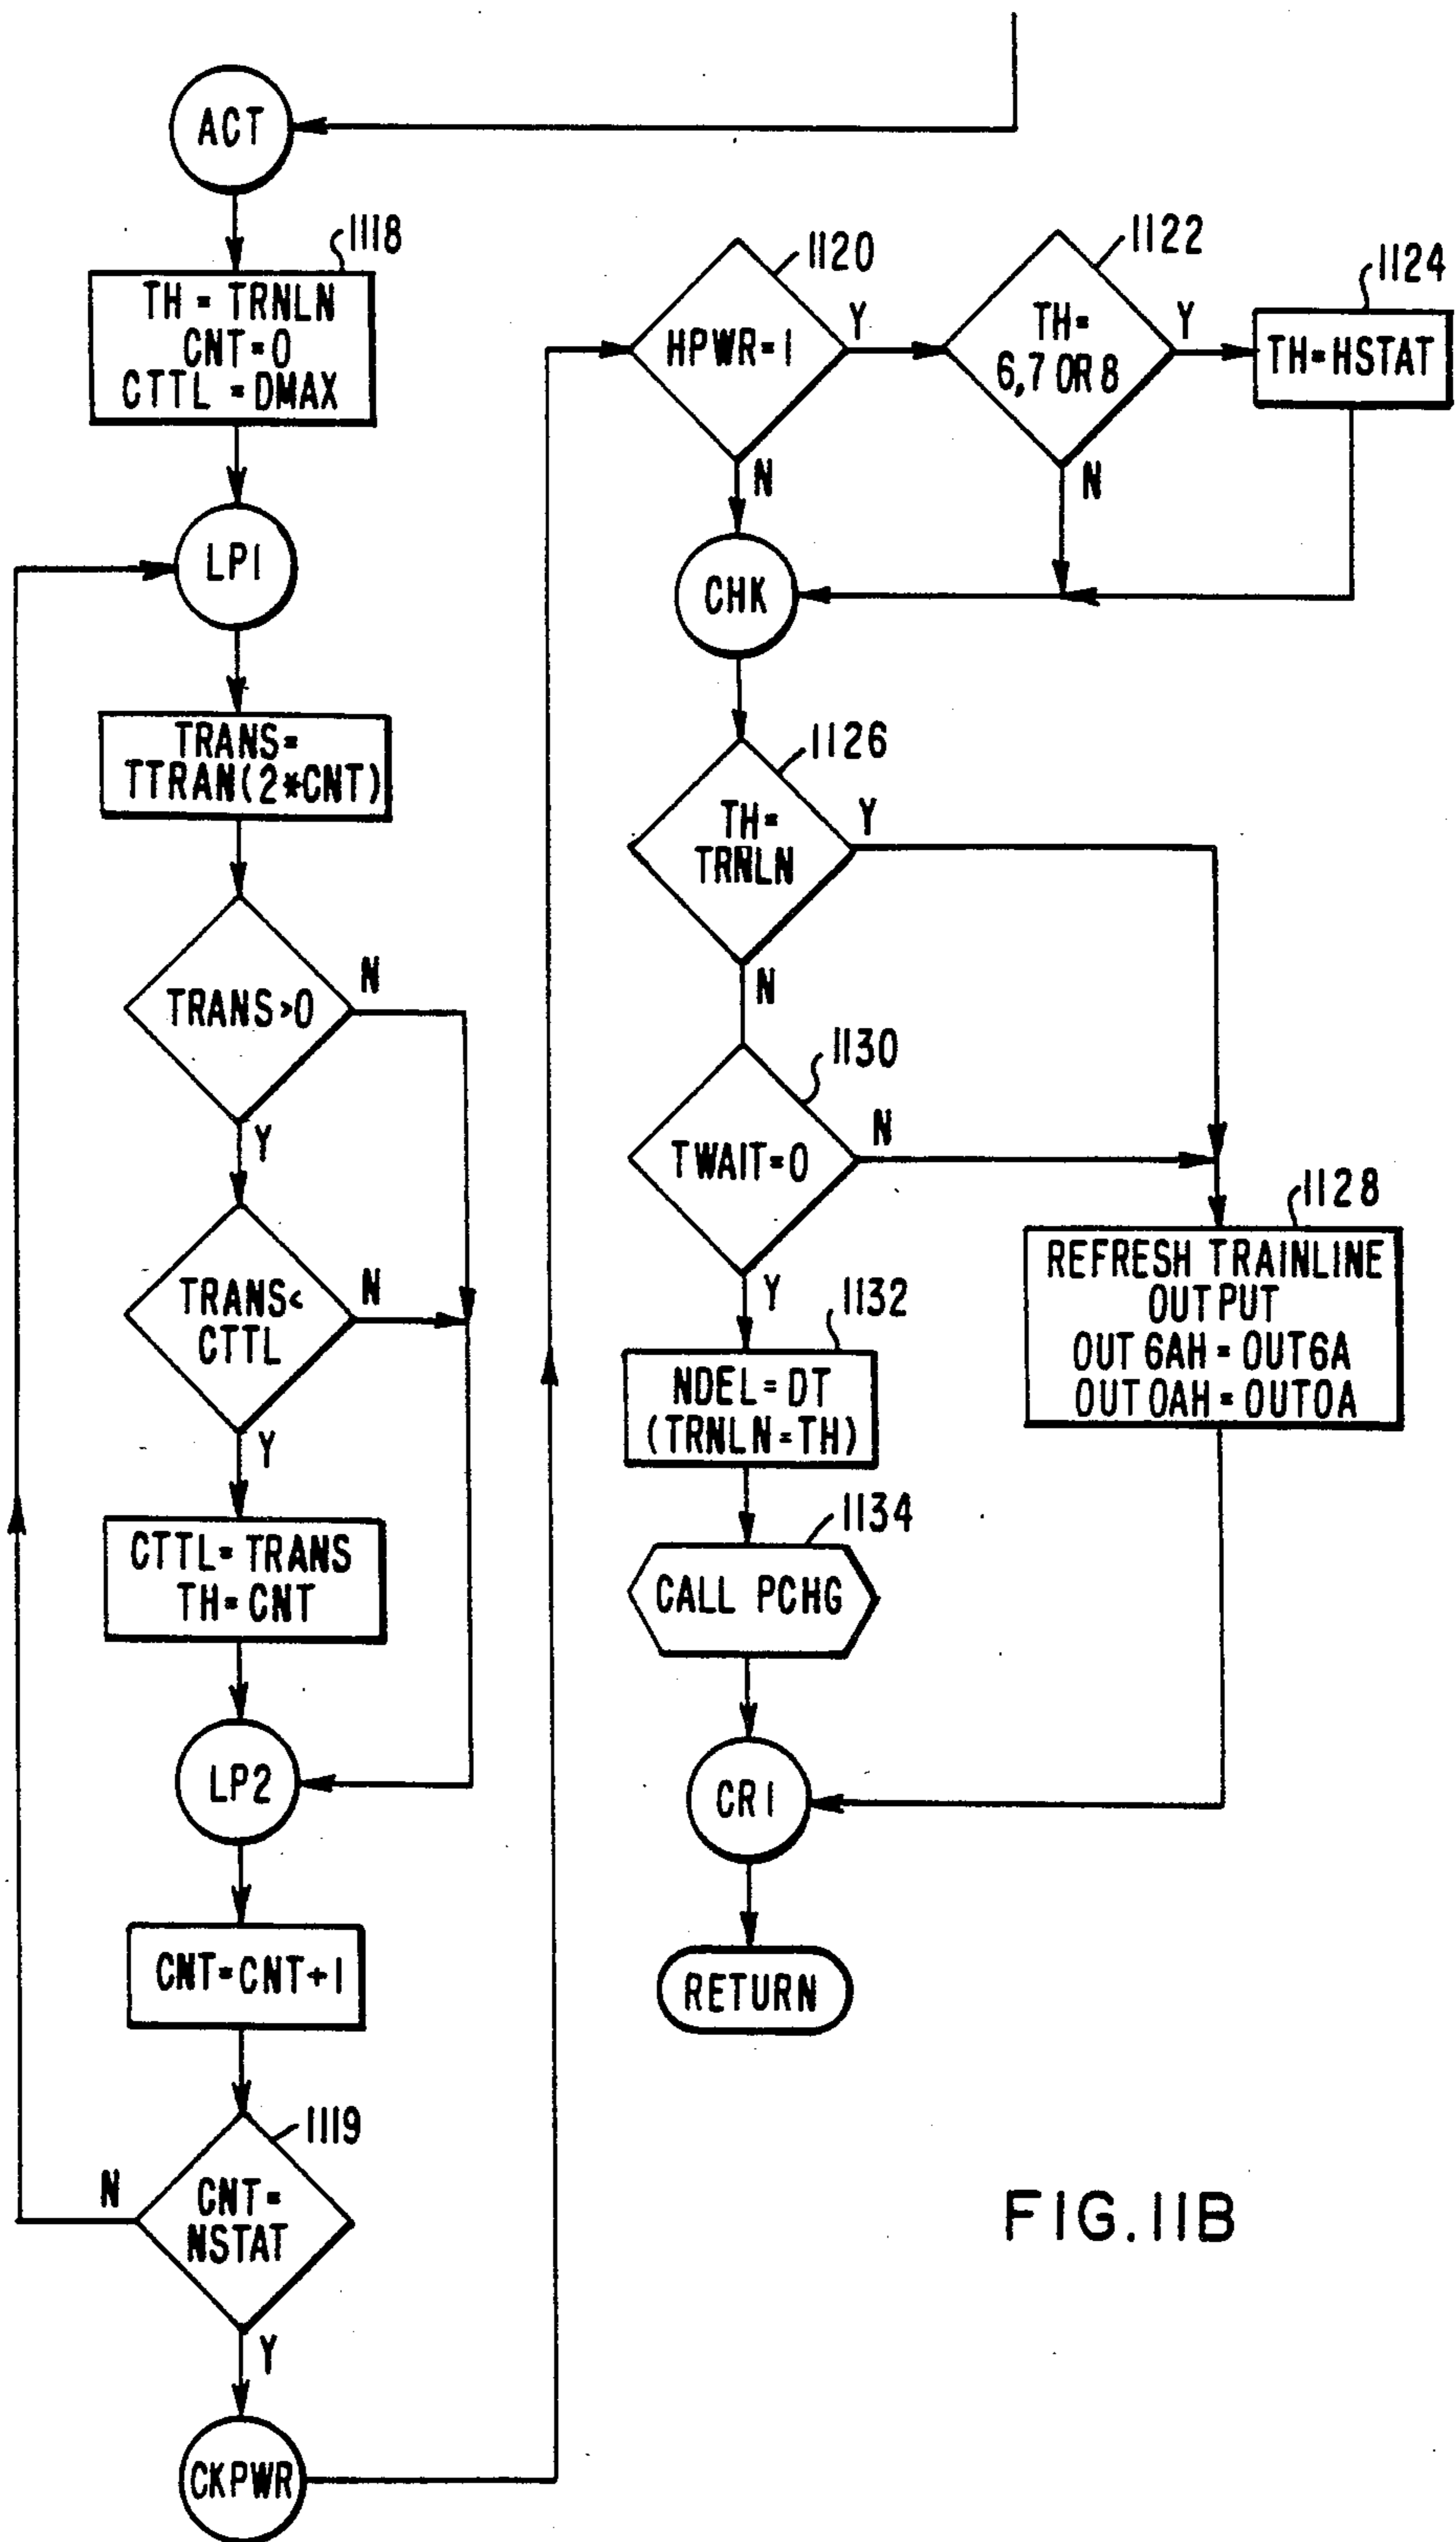 ACT
1118
TH = TRNLN
CNT=0
CTTL = DMAX
LP1
TRANS=
TTRAN(2*CNT)
TRANS>0
N
Y
TRANS<
CTTL
N
Y
CTTL=TRANS
TH=CNT
LP2
CNT=CNT+1
1119
CNT=
NSTAT
N
Y
CKPWR
1120
HPWR=1
Y
N
1122
TH=
6,7 OR 8
Y
N
1124
TH=HSTAT
CHK
1126
TH=
TRNLN
Y
N
1130
TWAIT=0
N
Y
1128
REFRESH TRAINLINE
OUTPUT
OUT 6AH = OUT6A
OUT 0AH = OUT0A
1132
NDEL=DT
(TRNLN=TH)
1134
CALL PCHG
CR1
RETURN
FIG.11B